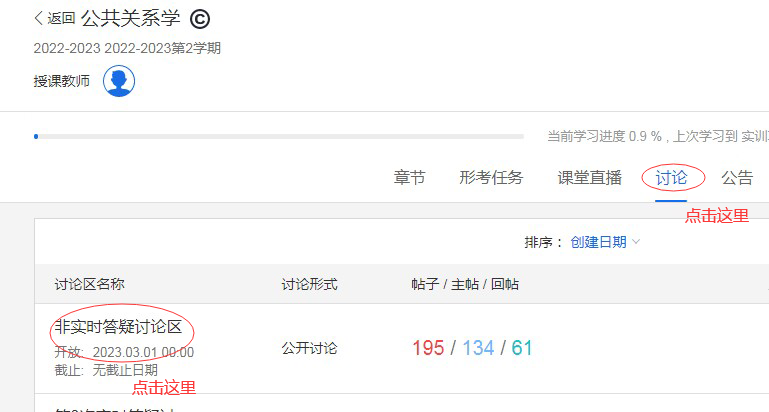 返回 公共关系学 ©
2022-2023 2022-2023第2学期
授课教师
当前学习进度 0.9 % , 上次学习到 实训
章节 形考任务 课堂直播 讨论 公告
点击这里
排序： 创建日期
讨论区名称 讨论形式 帖子 / 主帖 / 回帖
非实时答疑讨论区
开放: 2023.03.01 00:00
公开讨论 195 / 134 / 61
截止: 无截止日期
点击这里